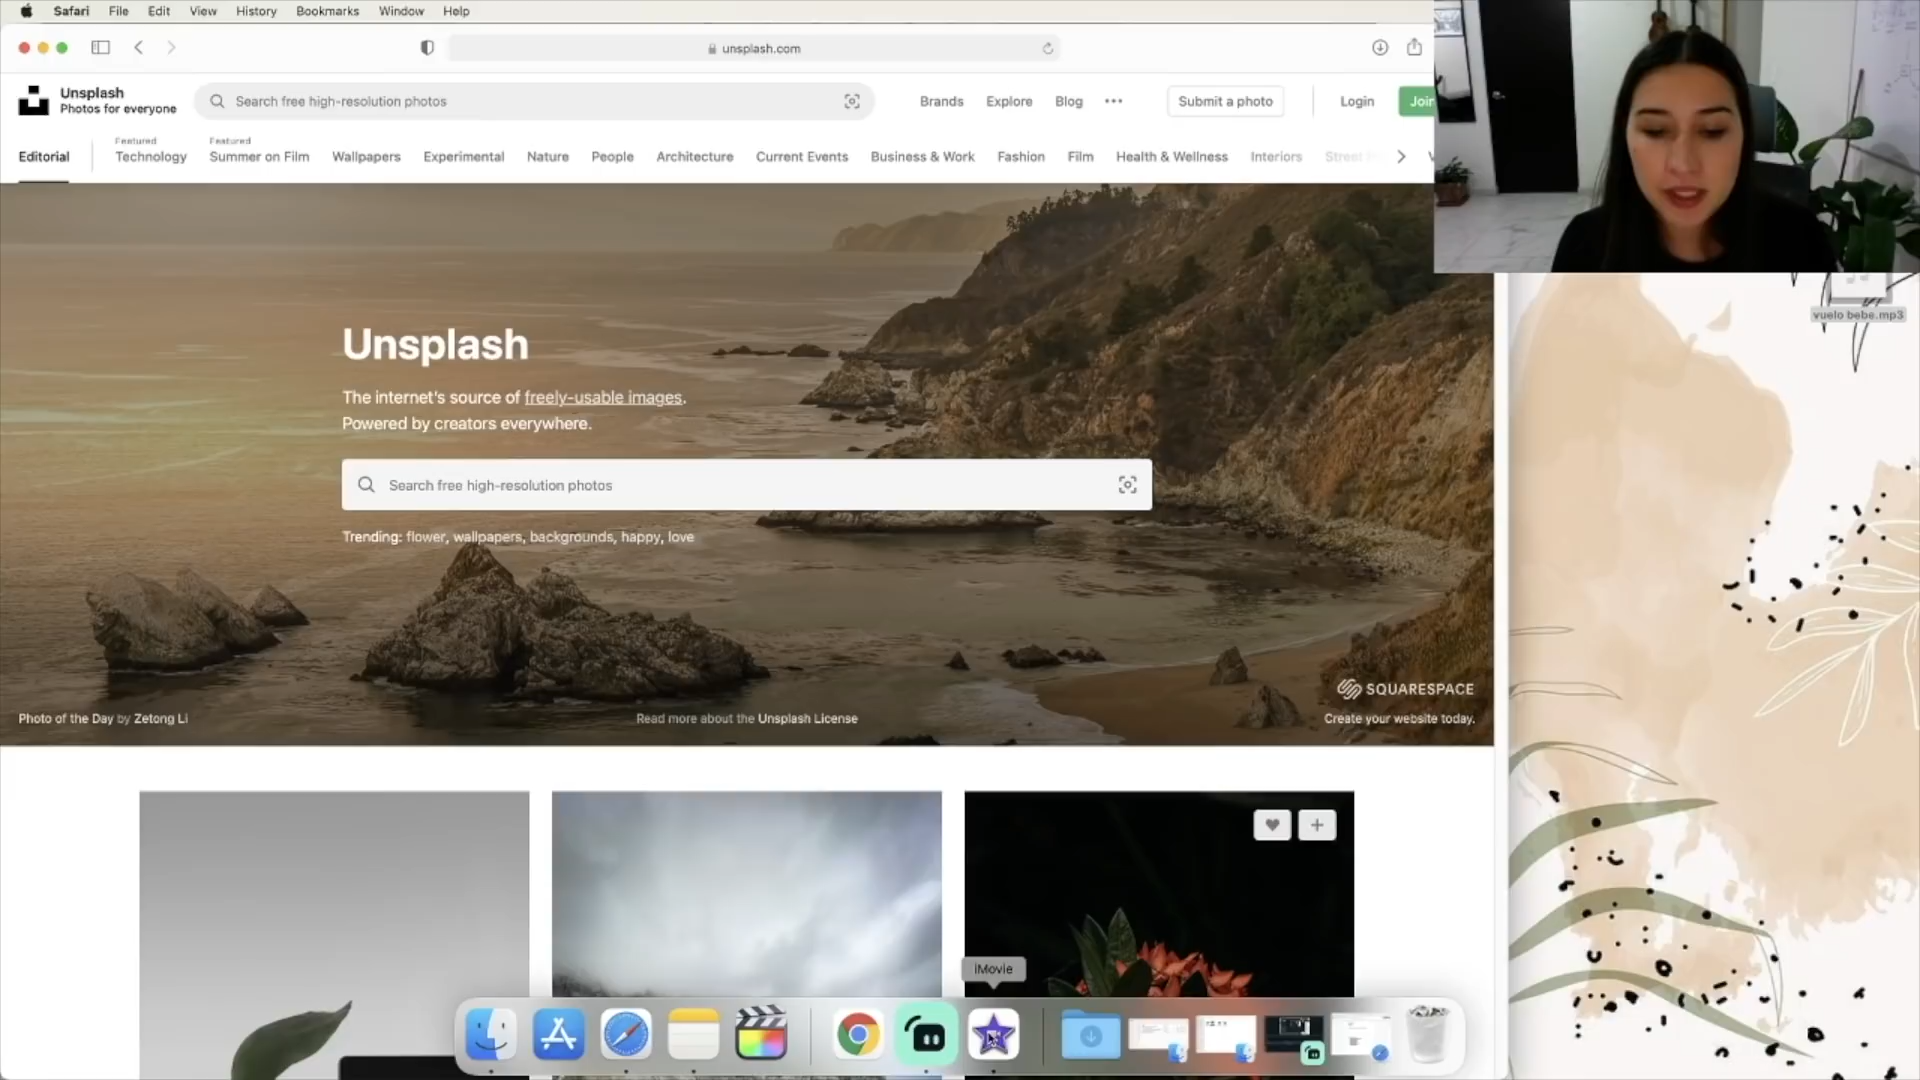 Safari File Edit View History Bookmarks Window Help
unsplash.com
Unsplash
Photos for everyone
Search free high-resolution photos
Brands Explore Blog
Submit a photo
Login
Join
Editorial
Featured
Technology
Featured
Summer on Film
Wallpapers Experimental Nature People Architecture Current Events Business & Work Fashion Film Health & Wellness Interiors Street
vuelo bebe.mp3
Unsplash
The internet's source of freely-usable images.
Powered by creators everywhere.
Search free high-resolution photos
Trending: flower, wallpapers, backgrounds, happy, love
SQUARESPACE
Photo of the Day by Zetong Li
Read more about the Unsplash License
Create your website today.
iMovie